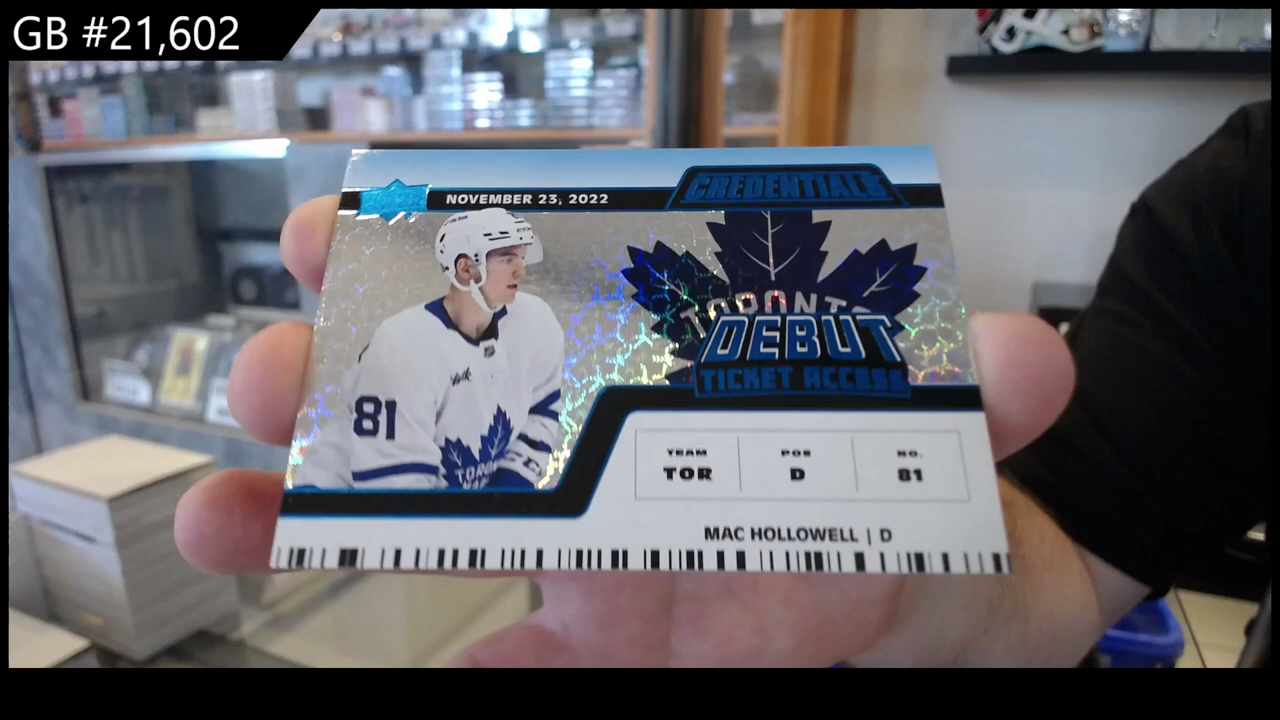 GB #21,602
NOVEMBER 23, 2022
CREDENTIALS
TORONTO
DEBUT
TICKET ACCESS
81
TEAM POS NO.
TOR D 81
MAC HOLLOWELL | D